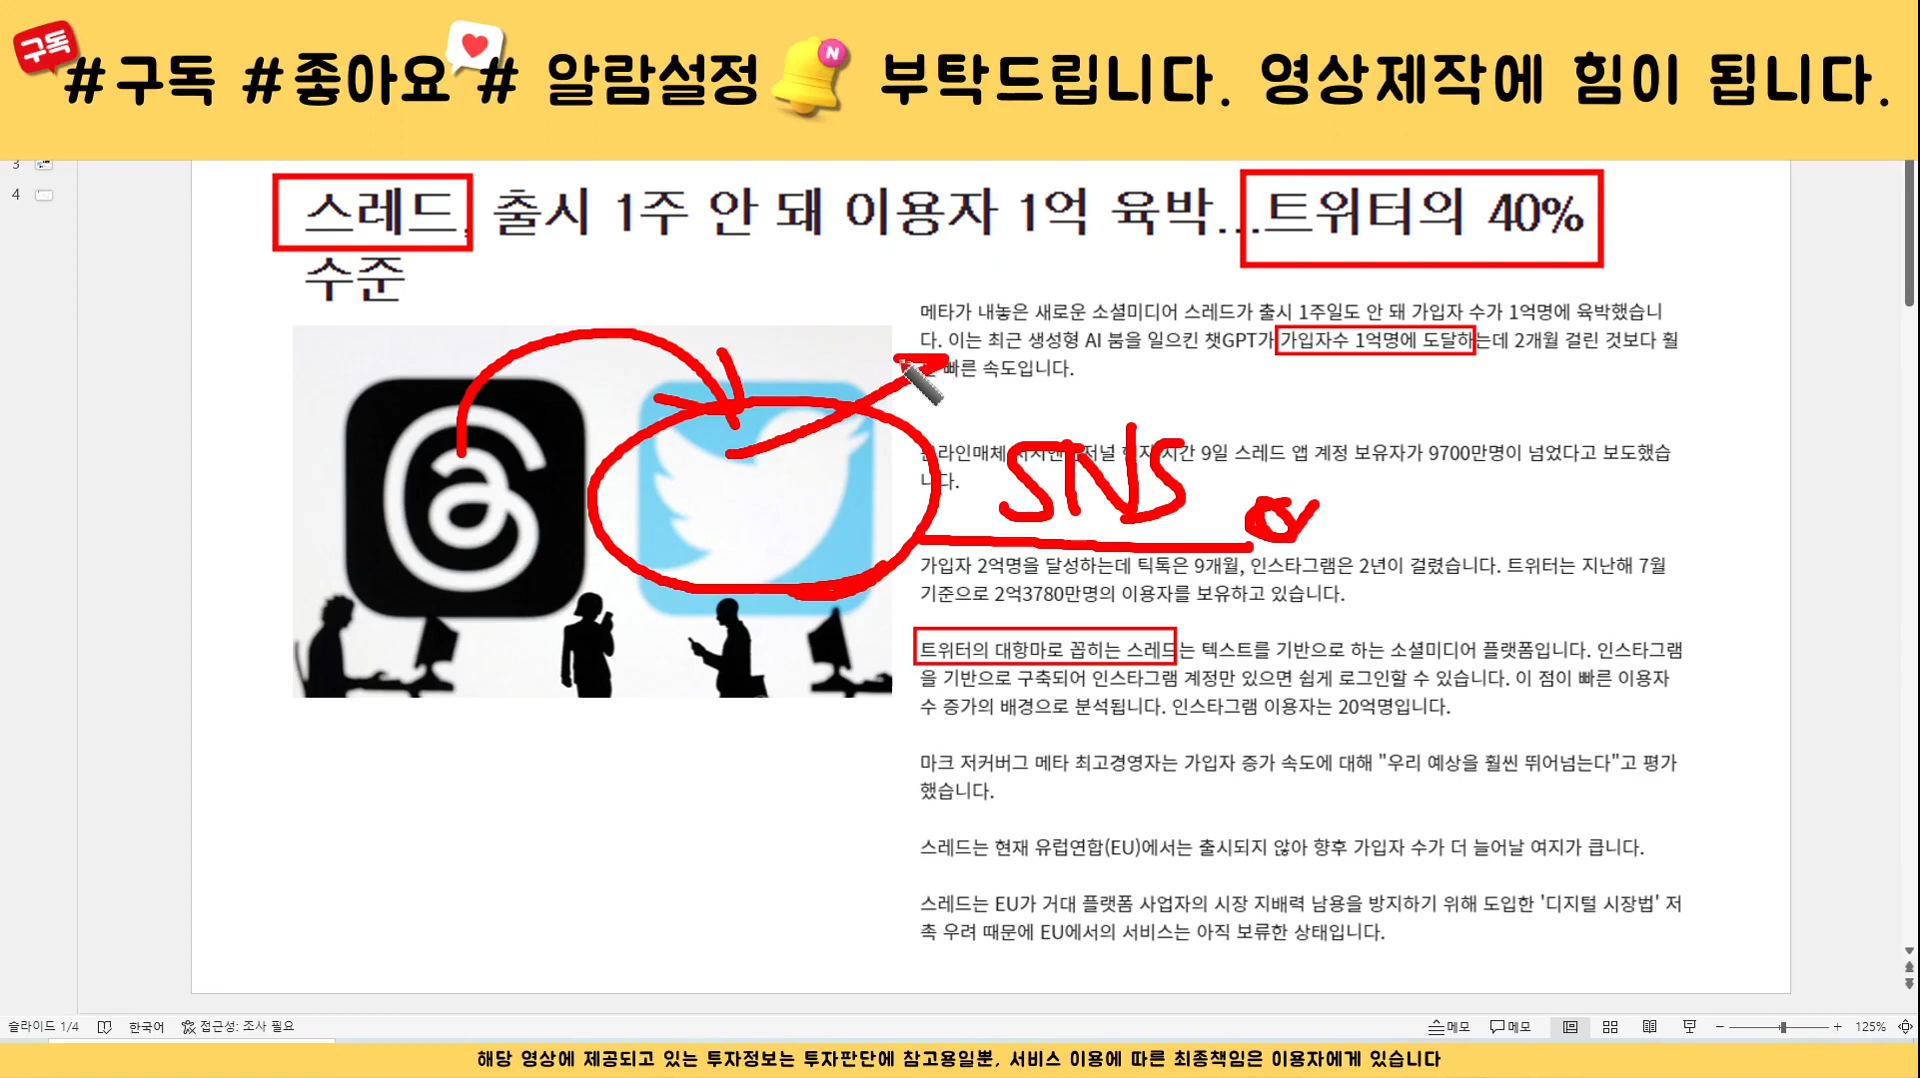 구독
#구독 #좋아요 # 알람설정 N 부탁드립니다. 영상제작에 힘이 됩니다.
3
4
스레드, 출시 1주 안 돼 이용자 1억 육박...트위터의 40%
수준
메타가 내놓은 새로운 소셜미디어 스레드가 출시 1주일도 안 돼 가입자 수가 1억명에 육박했습니
다. 이는 최근 생성형 AI 붐을 일으킨 챗GPT가 가입자수 1억명에 도달하는데 2개월 걸린 것보다 훨
빠른 속도입니다.
온라인매체 저널 시간 9일 스레드 앱 계정 보유자가 9700만명이 넘었다고 보도했습
니다.
SNS
가입자 2억명을 달성하는데 틱톡은 9개월, 인스타그램은 2년이 걸렸습니다. 트위터는 지난해 7월
기준으로 2억3780만명의 이용자를 보유하고 있습니다.
트위터의 대항마로 꼽히는 스레드는 텍스트를 기반으로 하는 소셜미디어 플랫폼입니다. 인스타그램
을 기반으로 구축되어 인스타그램 계정만 있으면 쉽게 로그인할 수 있습니다. 이 점이 빠른 이용자
수 증가의 배경으로 분석됩니다. 인스타그램 이용자는 20억명입니다.
마크 저커버그 메타 최고경영자는 가입자 증가 속도에 대해 "우리 예상을 훨씬 뛰어넘는다"고 평가
했습니다.
스레드는 현재 유럽연합(EU)에서는 출시되지 않아 향후 가입자 수가 더 늘어날 여지가 큽니다.
스레드는 EU가 거대 플랫폼 사업자의 시장 지배력 남용을 방지하기 위해 도입한 '디지털 시장법' 저
촉 우려 때문에 EU에서의 서비스는 아직 보류한 상태입니다.
슬라이드 1/4 한국어 접근성: 조사 필요 메모 메모 125%
해당 영상에 제공되고 있는 투자정보는 투자판단에 참고용일뿐, 서비스 이용에 따른 최종책임은 이용자에게 있습니다